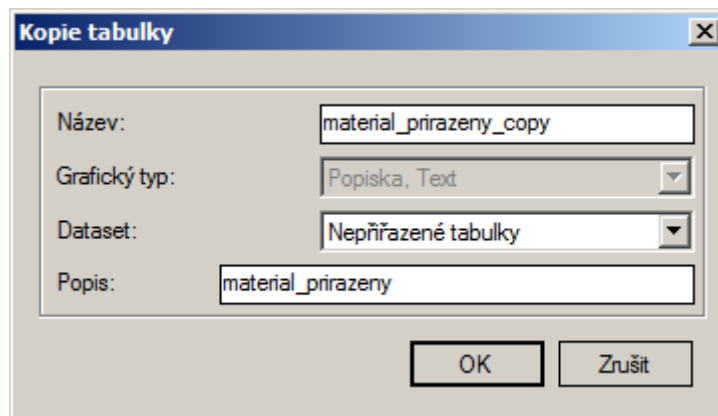 Kopie tabulky
Název: material_prirazeny_copy
Grafický typ: Popiska, Text
Dataset: Nepřiřazené tabulky
Popis: material_prirazeny
OK Zrušit